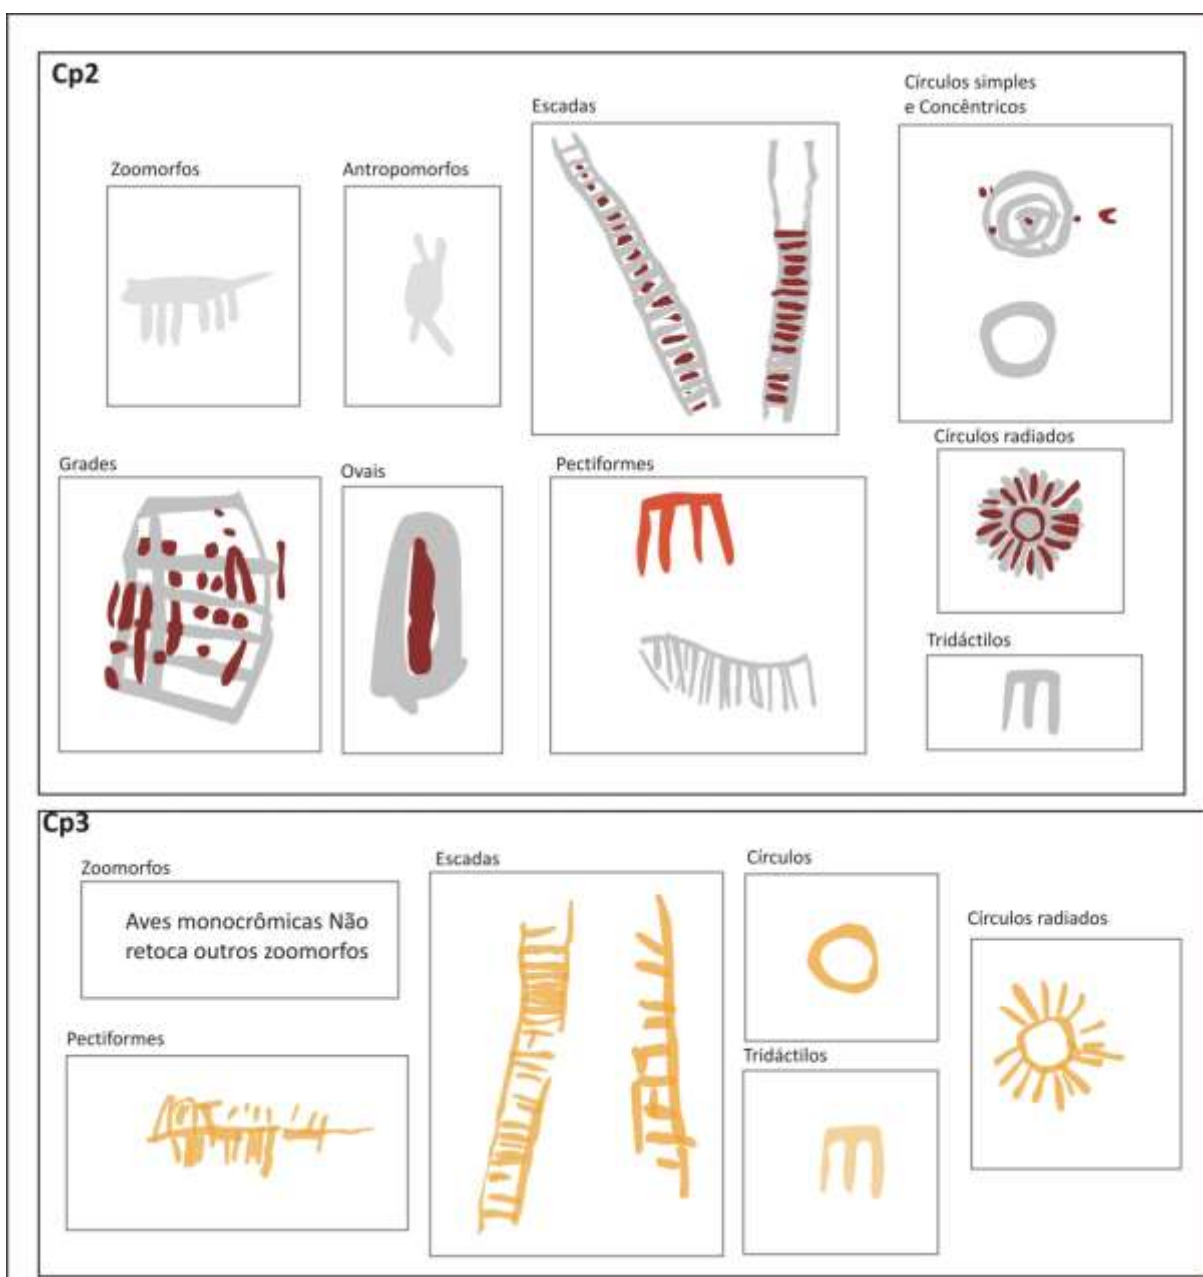 Cp2
Círculos simples
e Concêntricos
Escadas
Zoomorfos
Antropomorfos
Grades
Ovais
Pectiformes
Círculos radiados
Tridáctilos
Cp3
Zoomorfos
Aves monocrômicas Não
retoca outros zoomorfos
Escadas
Círculos
Círculos radiados
Pectiformes
Tridáctilos